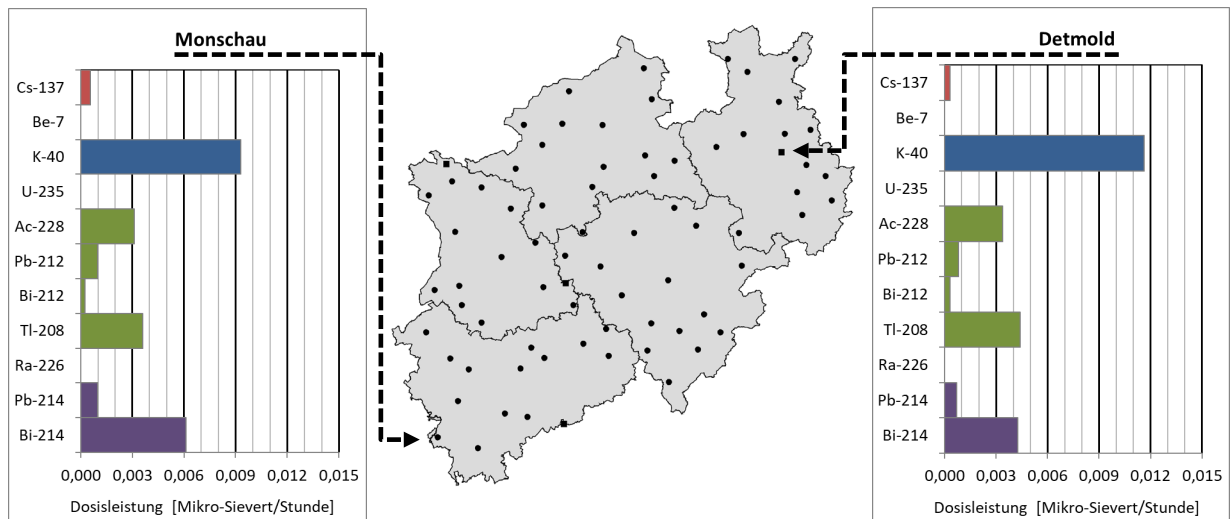 Monschau
Cs-137
Be-7
K-40
U-235
Ac-228
Pb-212
Bi-212
Tl-208
Ra-226
Pb-214
Bi-214
0,000 0,003 0,006 0,009 0,012 0,015
Dosisleistung [Mikro-Sievert/Stunde]
Detmold
Cs-137
Be-7
K-40
U-235
Ac-228
Pb-212
Bi-212
Tl-208
Ra-226
Pb-214
Bi-214
0,000 0,003 0,006 0,009 0,012 0,015
Dosisleistung [Mikro-Sievert/Stunde]